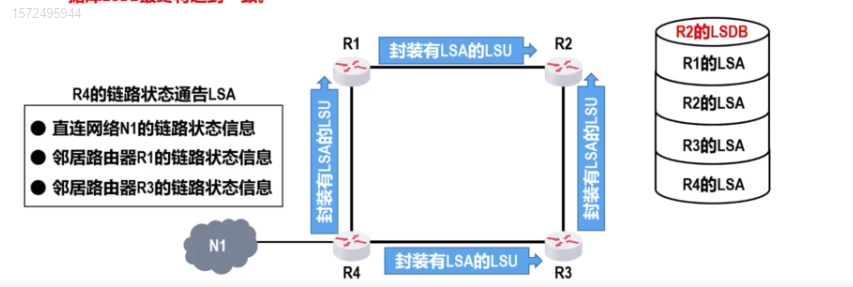 1572495944
R1
封装有LSA的LSU
R2
R2的LSDB
R1的LSA
R2的LSA
R3的LSA
R4的LSA
R4的链路状态通告LSA
● 直连网络N1的链路状态信息
● 邻居路由器R1的链路状态信息
● 邻居路由器R3的链路状态信息
封装有LSA的LSU
封装有LSA的LSU
N1
R4
封装有LSA的LSU
R3